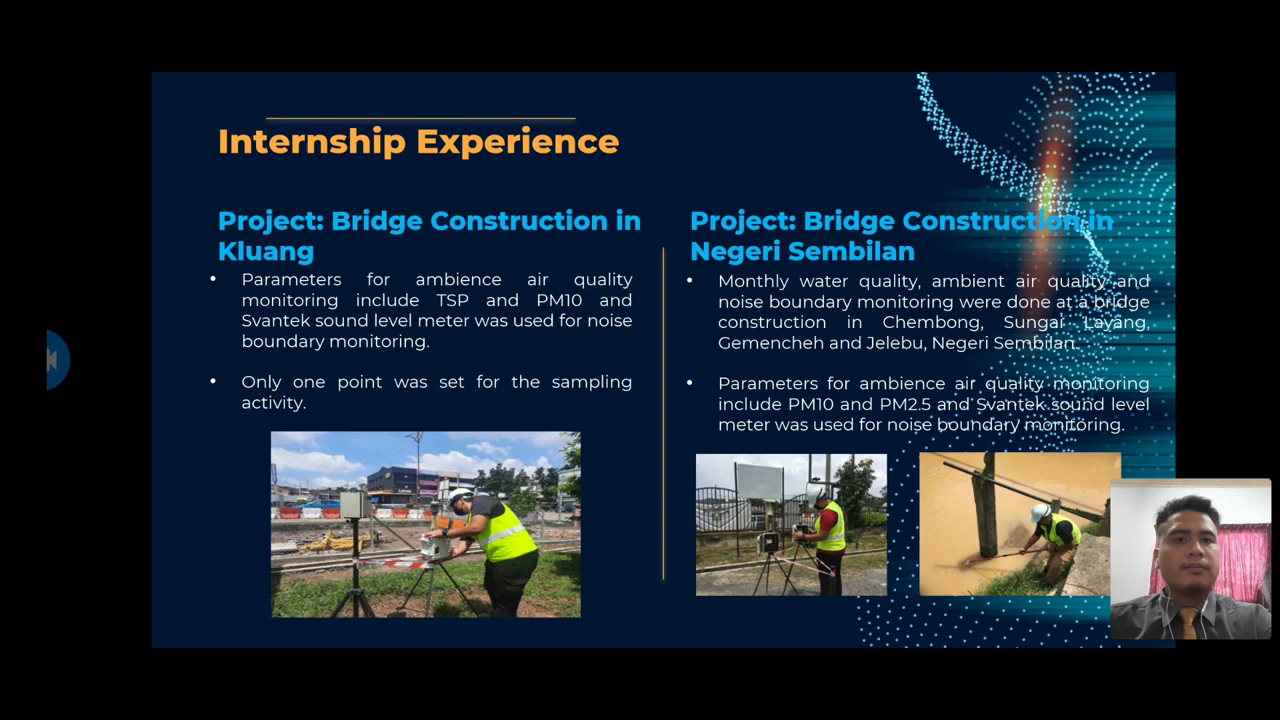 Internship Experience
Project: Bridge Construction in
Kluang
• Parameters for ambience air quality
monitoring include TSP and PM10 and
Svantek sound level meter was used for noise
boundary monitoring.
• Only one point was set for the sampling
activity.
Project: Bridge Construction in
Negeri Sembilan
• Monthly water quality, ambient air quality and
noise boundary monitoring were done at a bridge
construction in Chembong, Sungai Layang,
Gemencheh and Jelebu, Negeri Sembilan.
• Parameters for ambience air quality monitoring
include PM10 and PM2.5 and Svantek sound level
meter was used for noise boundary monitoring.